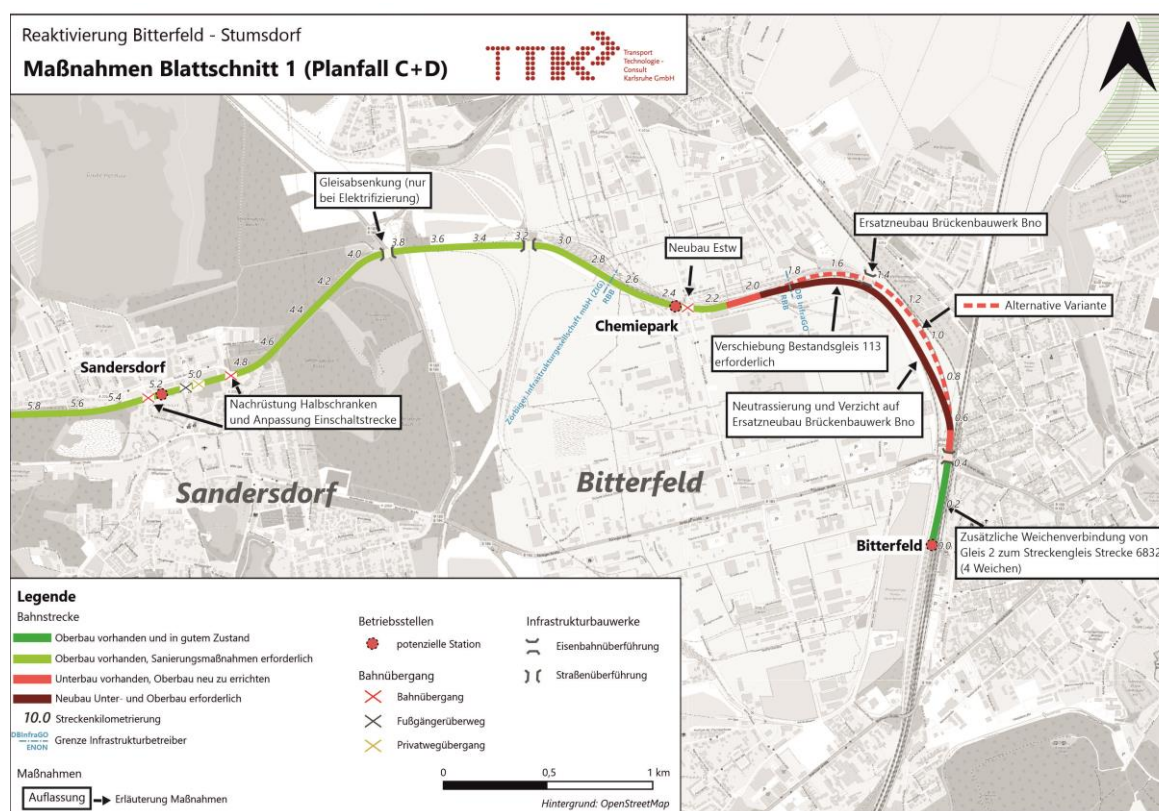 Reaktivierung Bitterfeld - Stumsdorf
Maßnahmen Blattschnitt 1 (Planfall C+D)
TTK
Transport
Technologie -
Consult
Karlsruhe GmbH
Gleisabsenkung (nur
bei Elektrifizierung)
Ersatzneubau Brückenbauwerk Bno
Neubau Estw
Alternative Variante
4.0
3.8
3.6
3.4
3.2
3.0
2.8
2.6
2.4
2.2
2.0
1.8
1.6
1.4
1.2
1.0
0.8
0.6
0.4
0.2
0.0
4.2
4.4
4.6
4.8
5.0
5.2
5.4
5.6
5.8
Chemiepark
Zörbiger Infrastrukturgesellschaft mbH (ZIG)
RBB
DB InfraGO
RBB
Verschiebung Bestandsgleis 113
erforderlich
Sandersdorf
Nachrüstung Halbschranken
und Anpassung Einschaltstrecke
Neutrassierung und Verzicht auf
Ersatzneubau Brückenbauwerk Bno
Sandersdorf
Bitterfeld
Bitterfeld
Zusätzliche Weichenverbindung von
Gleis 2 zum Streckengleis Strecke 6832
(4 Weichen)
Legende
Bahnstrecke
Oberbau vorhanden und in gutem Zustand
Oberbau vorhanden, Sanierungsmaßnahmen erforderlich
Unterbau vorhanden, Oberbau neu zu errichten
Neubau Unter- und Oberbau erforderlich
10.0 Streckenkilometrierung
DBInfraGO
ENON
Grenze Infrastrukturbetreiber
Maßnahmen
Auflassung Erläuterung Maßnahmen
Betriebsstellen
potenzielle Station
Bahnübergang
Bahnübergang
Fußgängerüberweg
Privatwegübergang
Infrastrukturbauwerke
Eisenbahnüberführung
Straßenüberführung
0 0,5 1 km
Hintergrund: OpenStreetMap